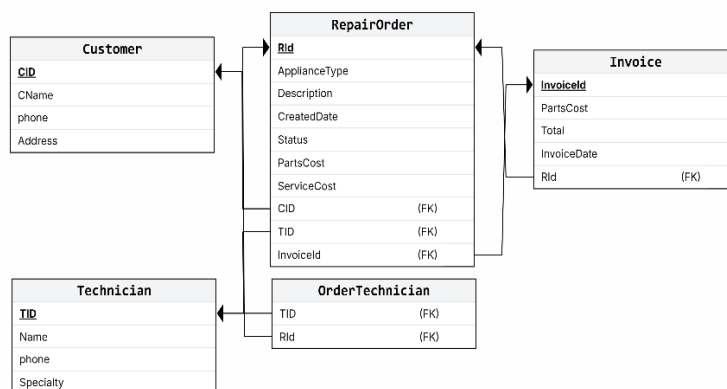 Customer
CID
CName
phone
Address
RepairOrder
RId
ApplianceType
Description
CreatedDate
Status
PartsCost
ServiceCost
CID (FK)
TID (FK)
InvoiceId (FK)
Invoice
InvoiceId
PartsCost
Total
InvoiceDate
RId (FK)
Technician
TID
Name
phone
Specialty
OrderTechnician
TID (FK)
RId (FK)